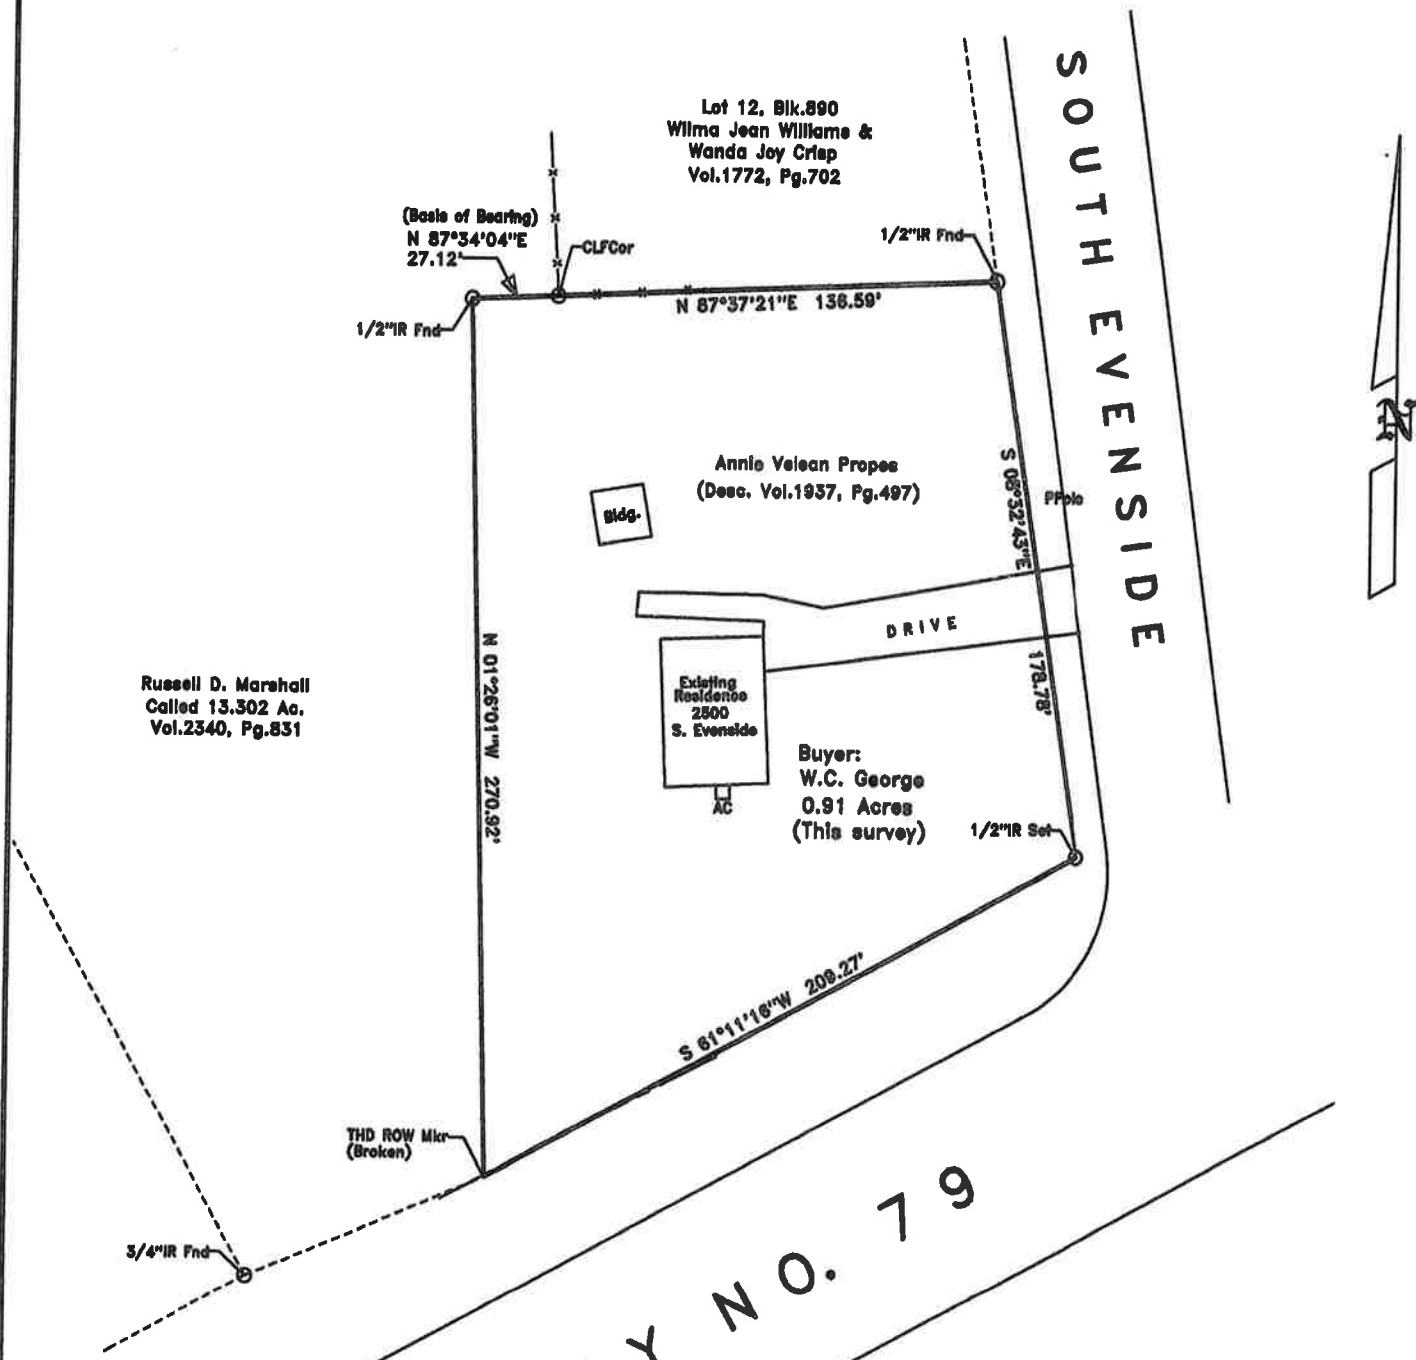 SOUTH EVENSIDE
Lot 12, Blk.890
Wilma Jean Williams &
Wanda Joy Crisp
Vol.1772, Pg.702
(Basis of Bearing)
N 87°34'04"E
27.12'
CLFCor
1/2"IR Fnd
1/2"IR Fnd
N 87°37'21"E 136.59'
N
Annie Velean Propes
(Desc. Vol.1937, Pg.497)
S 08°32'43"E
178.78'
PPole
Bldg.
DRIVE
N 01°26'01"W 270.92'
Russell D. Marshall
Called 13.302 Ac.
Vol.2340, Pg.831
Existing
Residence
2500
S. Evenside
AC
Buyer:
W.C. George
0.91 Acres
(This survey)
1/2"IR Set
S 61°11'16"W 209.27'
THD ROW Mkr
(Broken)
3/4"IR Fnd
Y NO. 79